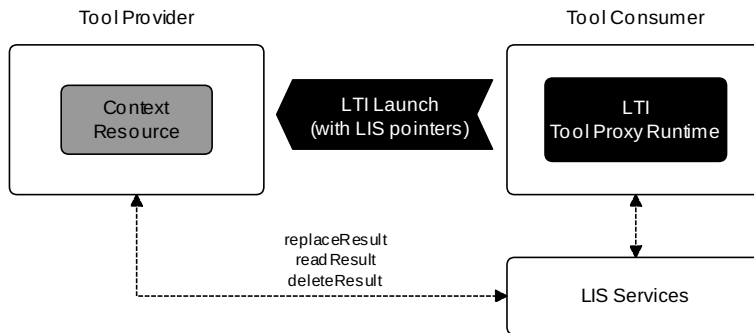 Tool Provider
Tool Consumer
Context
Resource
LTI Launch
(with LIS pointers)
LTI
Tool Proxy Runtime
replaceResult
readResult
deleteResult
LIS Services